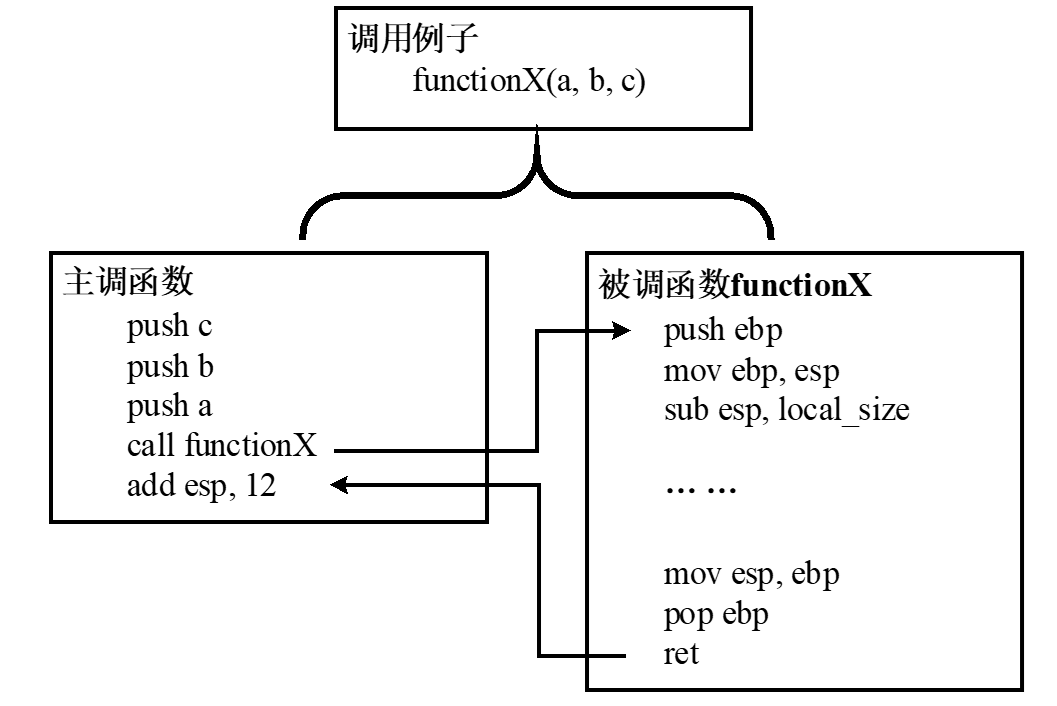 调用例子
functionX(a, b, c)
主调函数
push c
push b
push a
call functionX
add esp, 12
被调函数functionX
push ebp
mov ebp, esp
sub esp, local_size
... ...
mov esp, ebp
pop ebp
ret